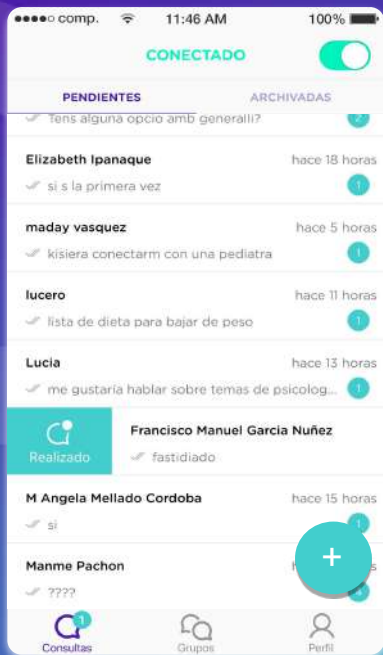 comp. 11:46 AM 100%
CONECTADO
PENDIENTES ARCHIVADAS
Tens alguna opcio amb generalli? 2
Elizabeth Ipanaque hace 18 horas
si s la primera vez 1
maday vasquez hace 5 horas
kisiera conectarm con una pediatra 1
lucero hace 11 horas
lista de dieta para bajar de peso 1
Lucia hace 13 horas
me gustaría hablar sobre temas de psicolog... 1
Francisco Manuel Garcia Nuñez
Realizado fastidiado
M Angela Mellado Cordoba hace 15 horas
si 1
Manme Pachon
+
????
1
Consultas Grupos Perfil